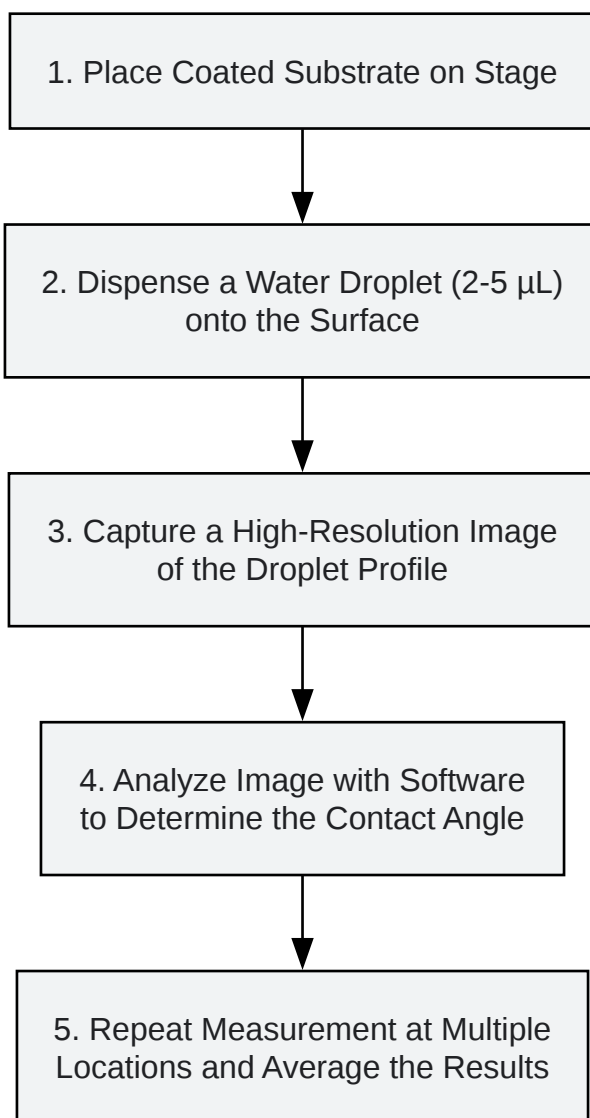 1. Place Coated Substrate on Stage
2. Dispense a Water Droplet (2-5 µL)
onto the Surface
3. Capture a High-Resolution Image
of the Droplet Profile
4. Analyze Image with Software
to Determine the Contact Angle
5. Repeat Measurement at Multiple
Locations and Average the Results